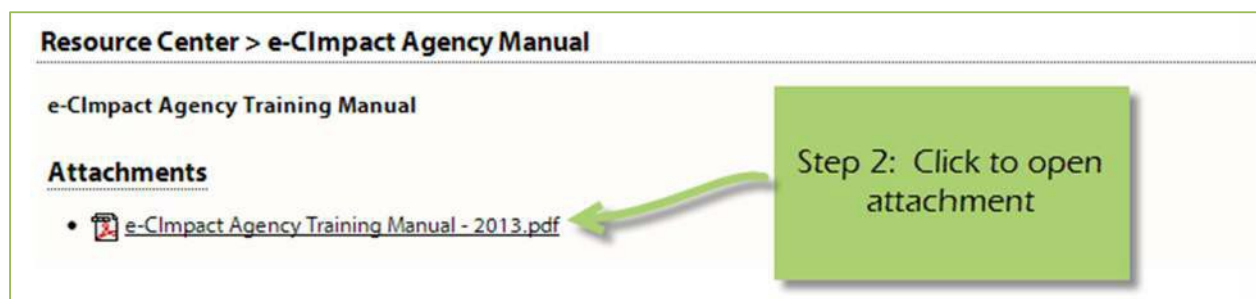 Resource Center > e-CImpact Agency Manual
e-CImpact Agency Training Manual
Attachments
• e-CImpact Agency Training Manual - 2013.pdf
Step 2: Click to open
attachment